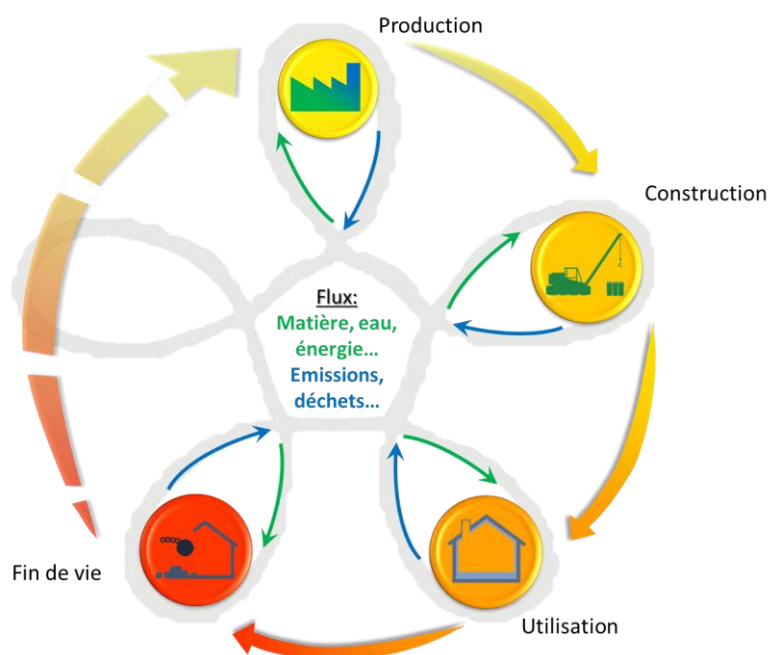 Production
Construction
Flux:
Matière, eau,
énergie…
Emissions,
déchets…
Fin de vie
Utilisation